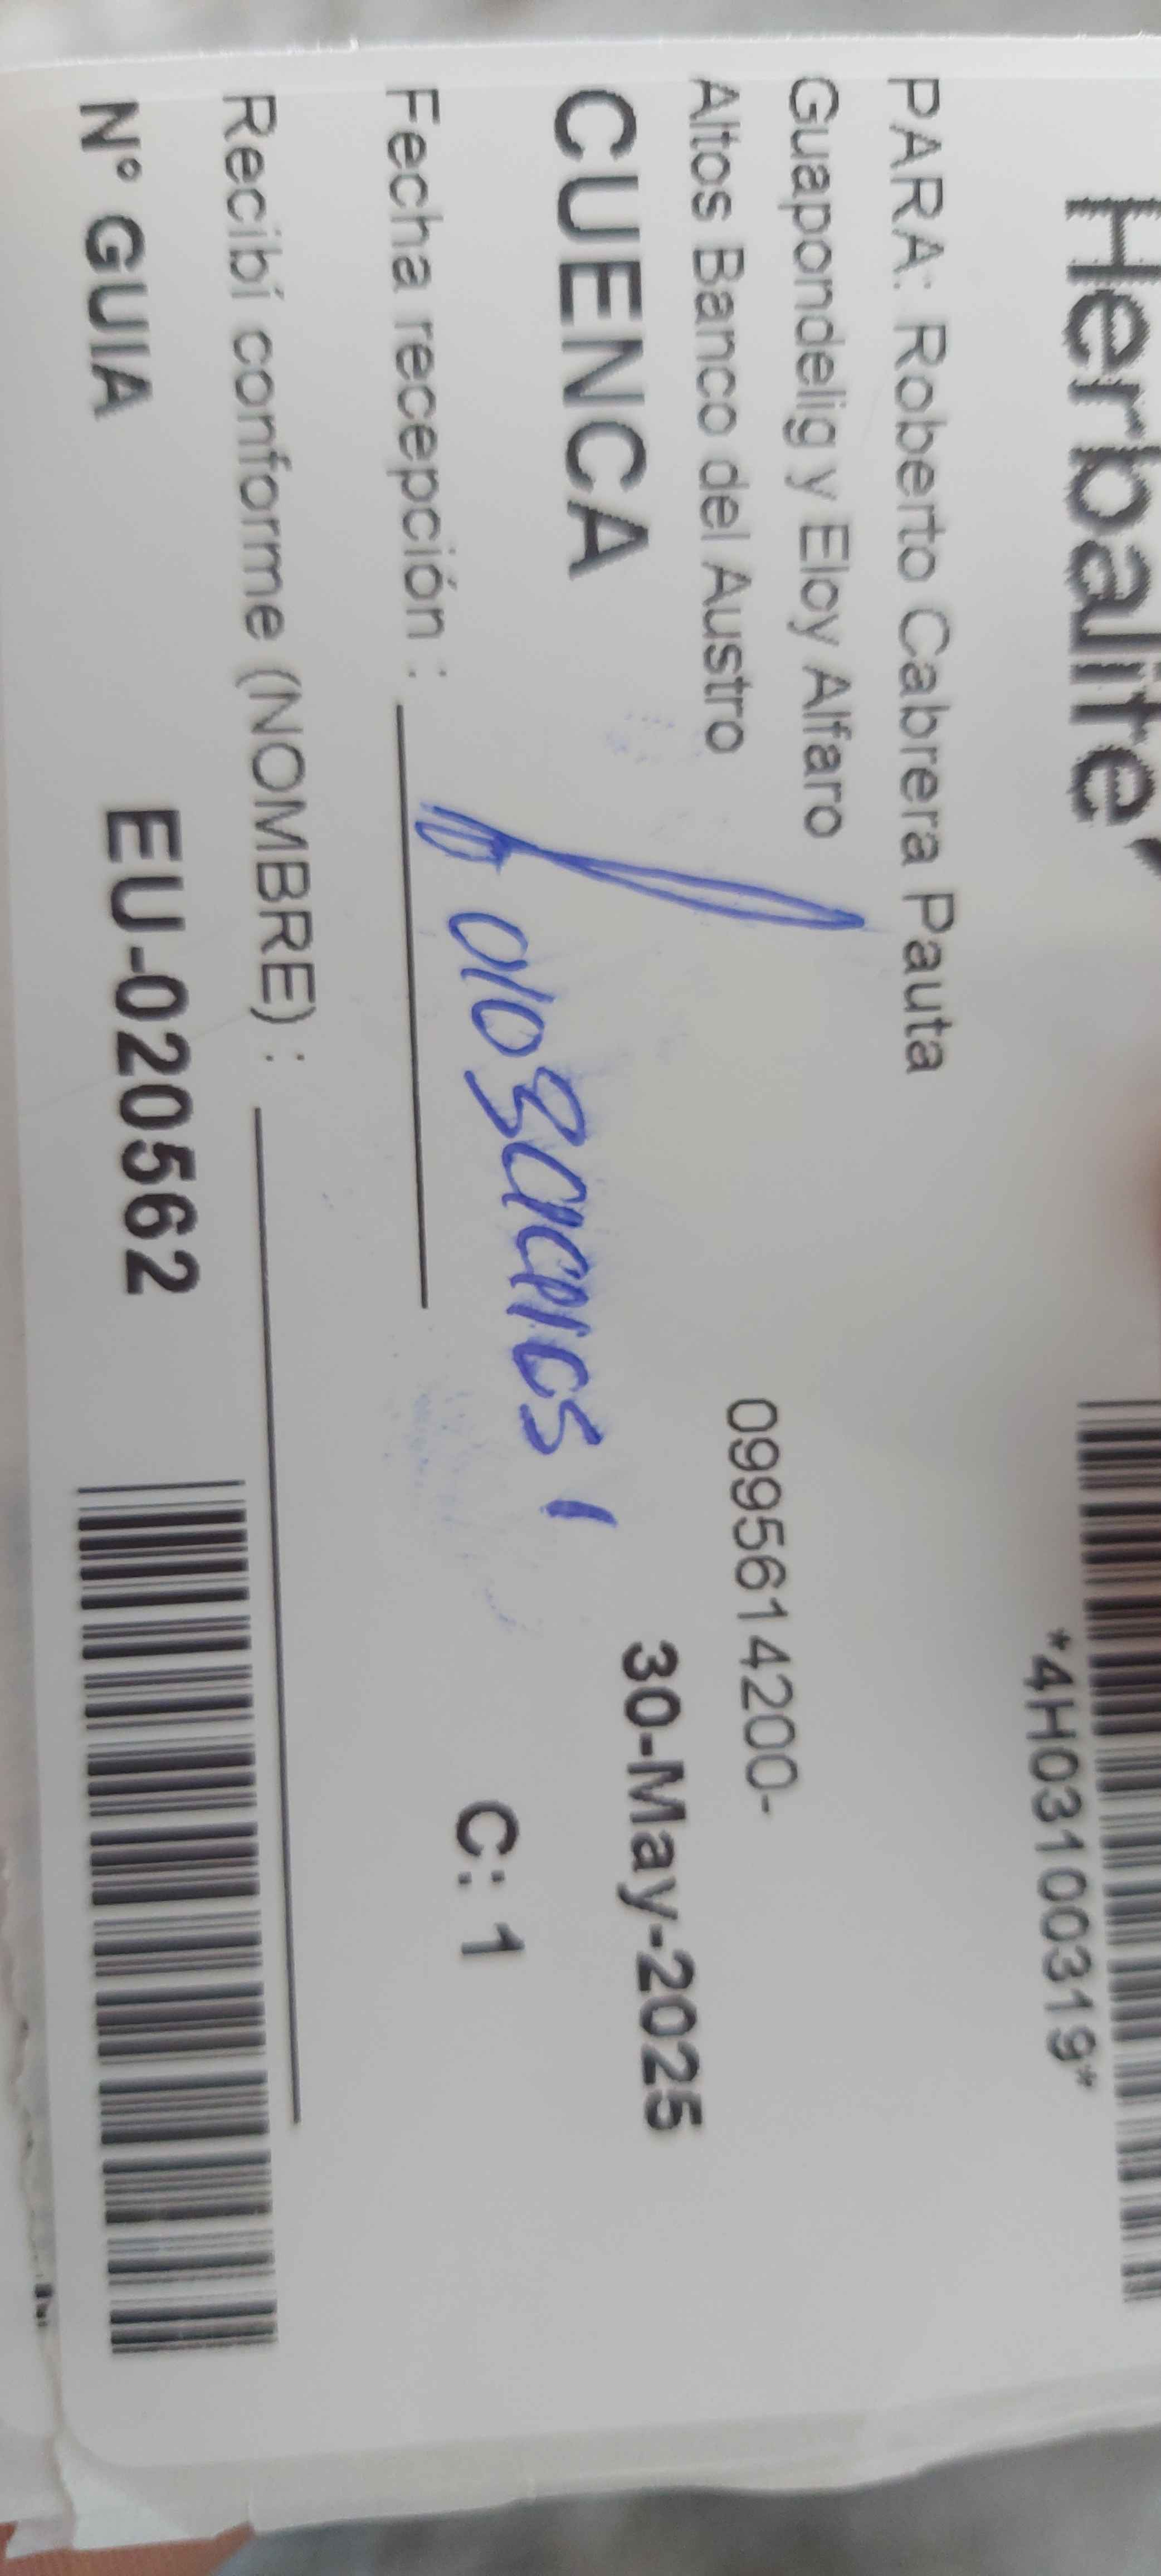 Herbalife
*4H03100319*
PARA: Roberto Cabrera Pauta
Guapondelig y Eloy Alfaro
Altos Banco del Austro
0995614200-
CUENCA
30-May-2025
Fecha recepción :
C: 1
Recibí conforme (NOMBRE) :
N° GUIA EU-020562